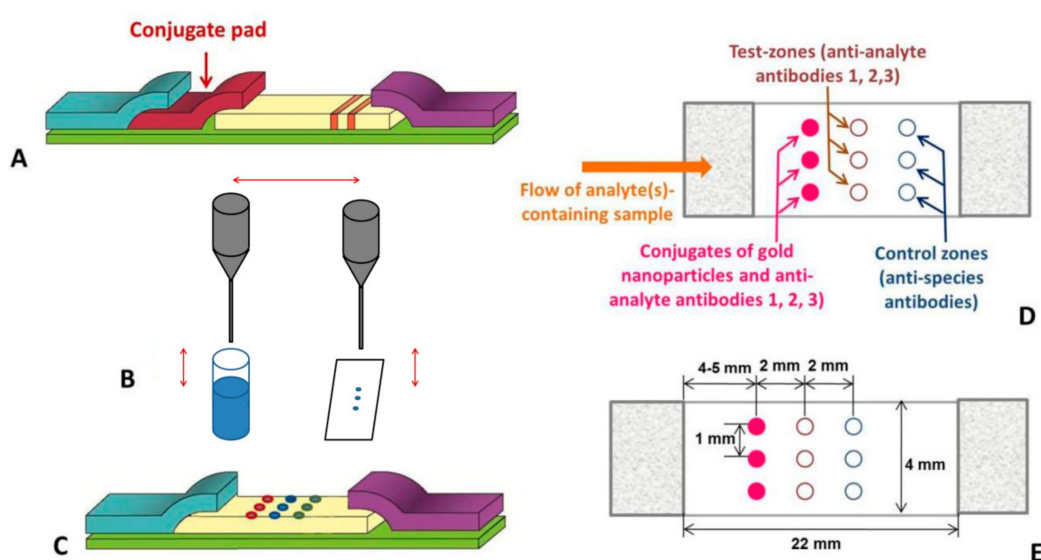 Conjugate pad
A
B
C
Test-zones (anti-analyte
antibodies 1, 2,3)
Flow of analyte(s)-
containing sample
Conjugates of gold
nanoparticles and anti-
analyte antibodies 1, 2, 3)
Control zones
(anti-species
antibodies)
D
4-5 mm
2 mm
2 mm
1 mm
4 mm
22 mm
E